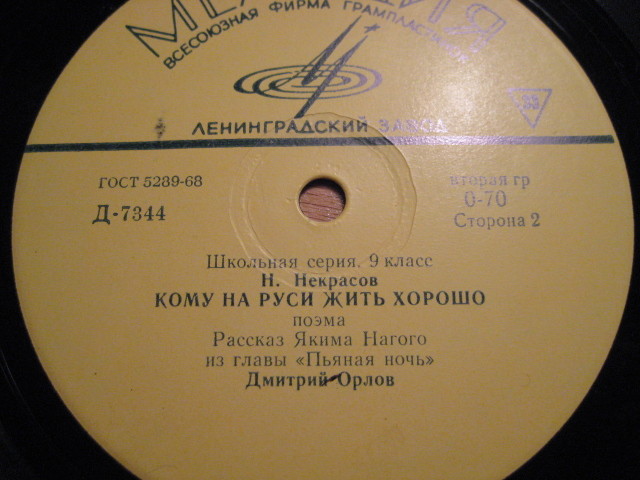 МЕЛОДИЯ
ВСЕСОЮЗНАЯ ФИРМА ГРАМПЛАСТИНОК
ЛЕНИНГРАДСКИЙ ЗАВОД
ГОСТ 5289-68
Д-7344
вторая гр
0-70
Сторона 2
Школьная серия. 9 класс
Н. Некрасов
КОМУ НА РУСИ ЖИТЬ ХОРОШО
поэма
Рассказ Якима Нагого
из главы «Пьяная ночь»
Дмитрий Орлов